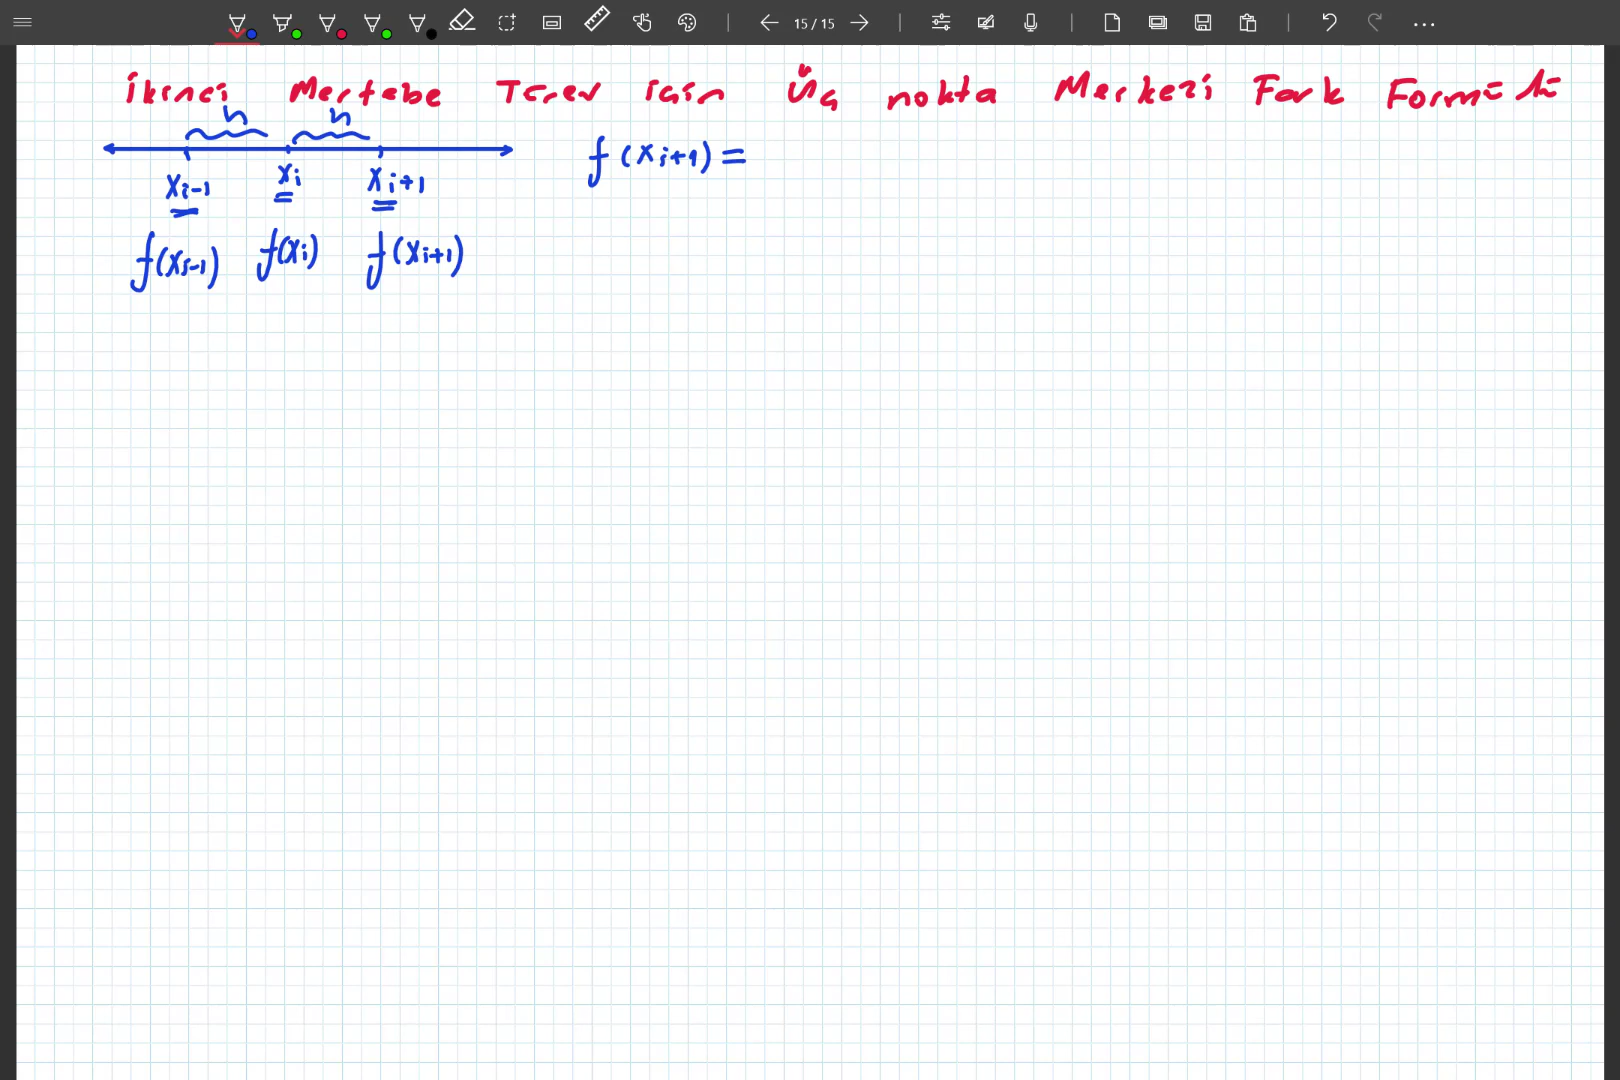 15 / 15
İkinci Mertebe Türev için Üç nokta Merkezi Fark Formülü
h h
xi-1 xi xi+1
f(xi+1) =
f(xi-1) f(xi) f(xi+1)